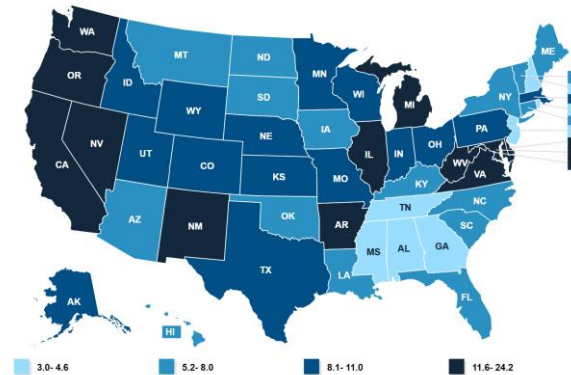 WA
ME
MT
ND
OR
MN
ID
WI
SD
NY
MI
WY
IA
PA
NE
NV
OH
IL
IN
UT
WV
CO
VA
CA
KS
MO
KY
NC
TN
OK
AZ
AR
SC
NM
MS
AL
GA
TX
LA
AK
FL
HI
3.0- 4.6
5.2- 8.0
8.1- 11.0
11.6- 24.2